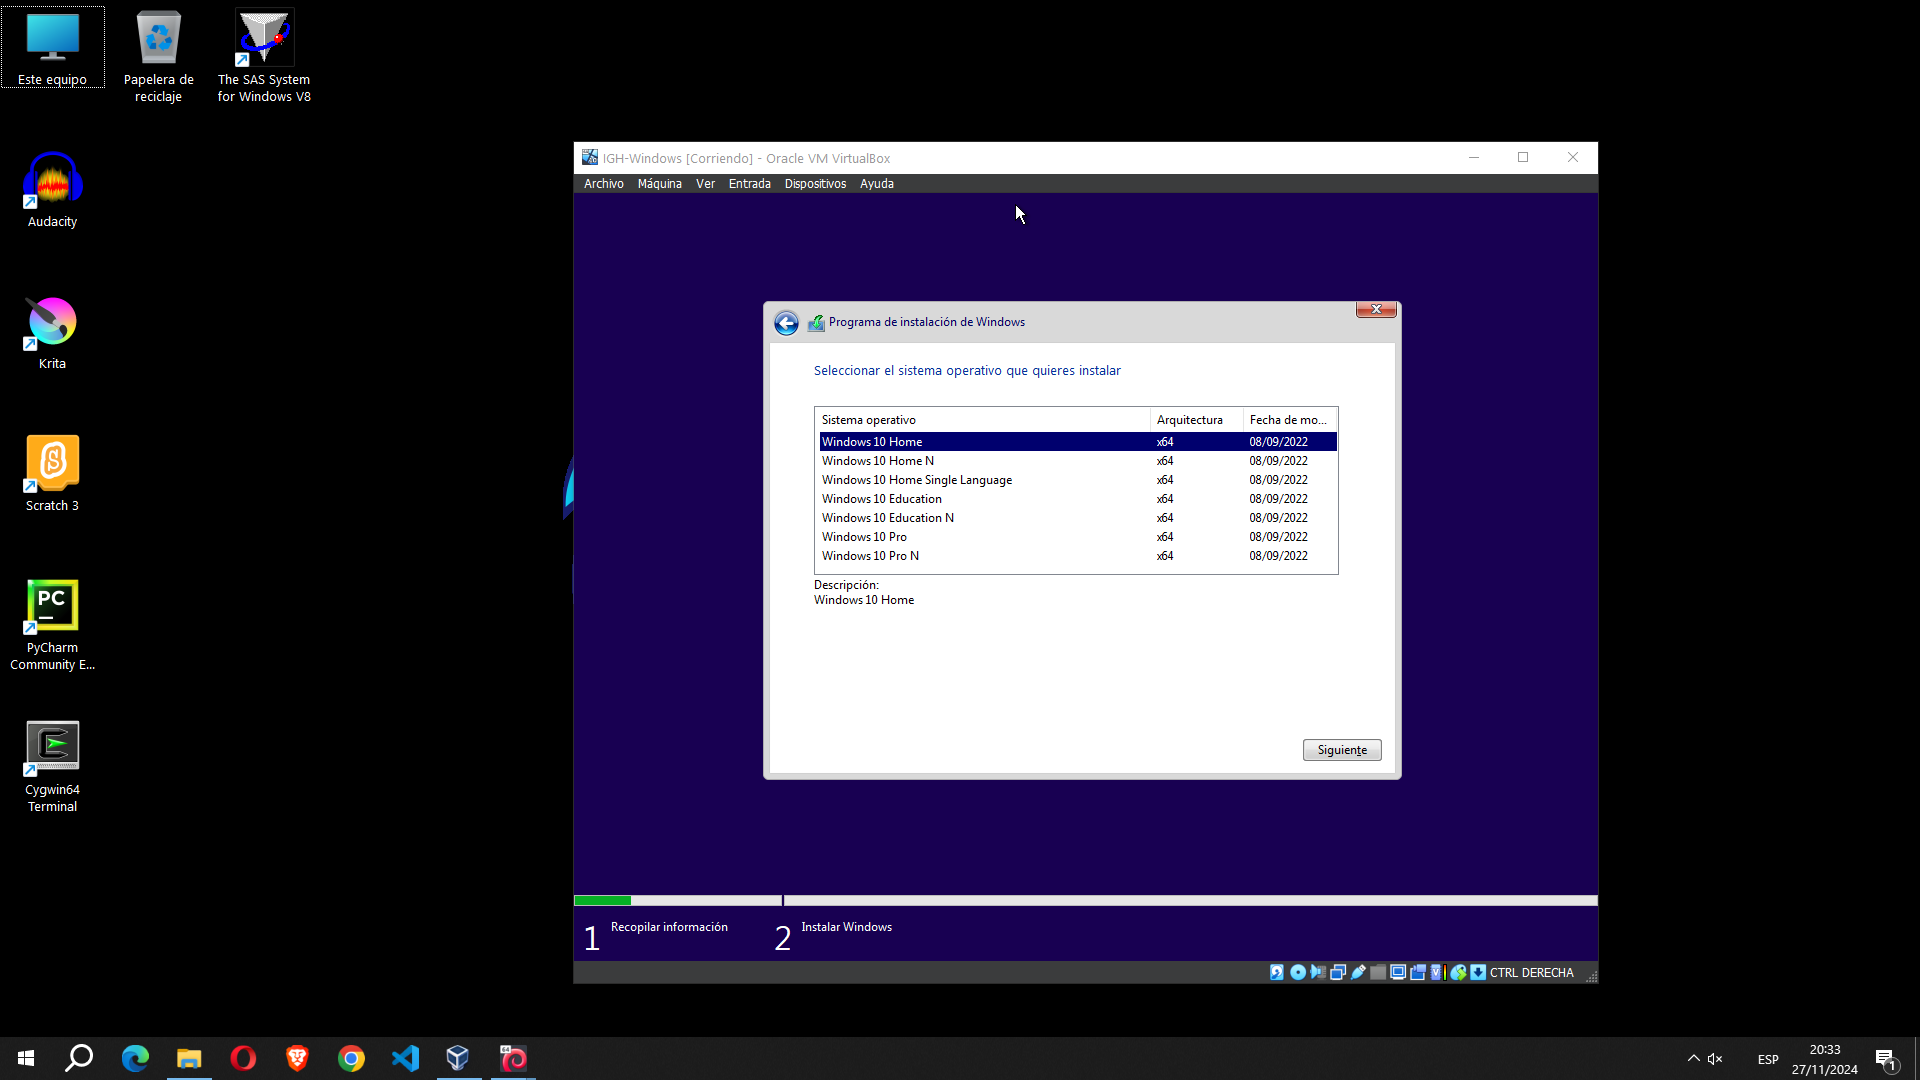 Este equipo
Papelera de
reciclaje
The SAS System
for Windows V8
Audacity
Krita
Scratch 3
PC
PyCharm
Community E...
Cygwin64
Terminal
IGH-Windows [Corriendo] - Oracle VM VirtualBox
Archivo Máquina Ver Entrada Dispositivos Ayuda
Programa de instalación de Windows
Seleccionar el sistema operativo que quieres instalar
Sistema operativo Arquitectura Fecha de mo...
Windows 10 Home x64 08/09/2022
Windows 10 Home N x64 08/09/2022
Windows 10 Home Single Language x64 08/09/2022
Windows 10 Education x64 08/09/2022
Windows 10 Education N x64 08/09/2022
Windows 10 Pro x64 08/09/2022
Windows 10 Pro N x64 08/09/2022
Descripción:
Windows 10 Home
Siguiente
1 Recopilar información 2 Instalar Windows
CTRL DERECHA
ESP
20:33
27/11/2024
1